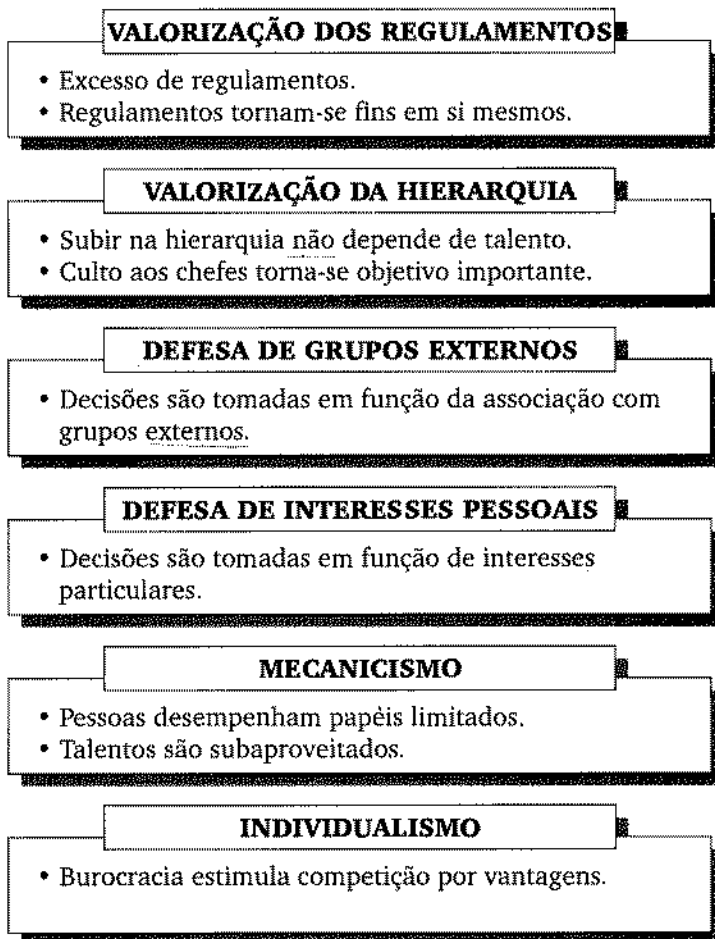 VALORIZAÇÃO DOS REGULAMENTOS
• Excesso de regulamentos.
• Regulamentos tornam-se fins em si mesmos.
VALORIZAÇÃO DA HIERARQUIA
• Subir na hierarquia não depende de talento.
• Culto aos chefes torna-se objetivo importante.
DEFESA DE GRUPOS EXTERNOS
• Decisões são tomadas em função da associação com
grupos externos.
DEFESA DE INTERESSES PESSOAIS
• Decisões são tomadas em função de interesses
particulares.
MECANICISMO
• Pessoas desempenham papéis limitados.
• Talentos são subaproveitados.
INDIVIDUALISMO
• Burocracia estimula competição por vantagens.